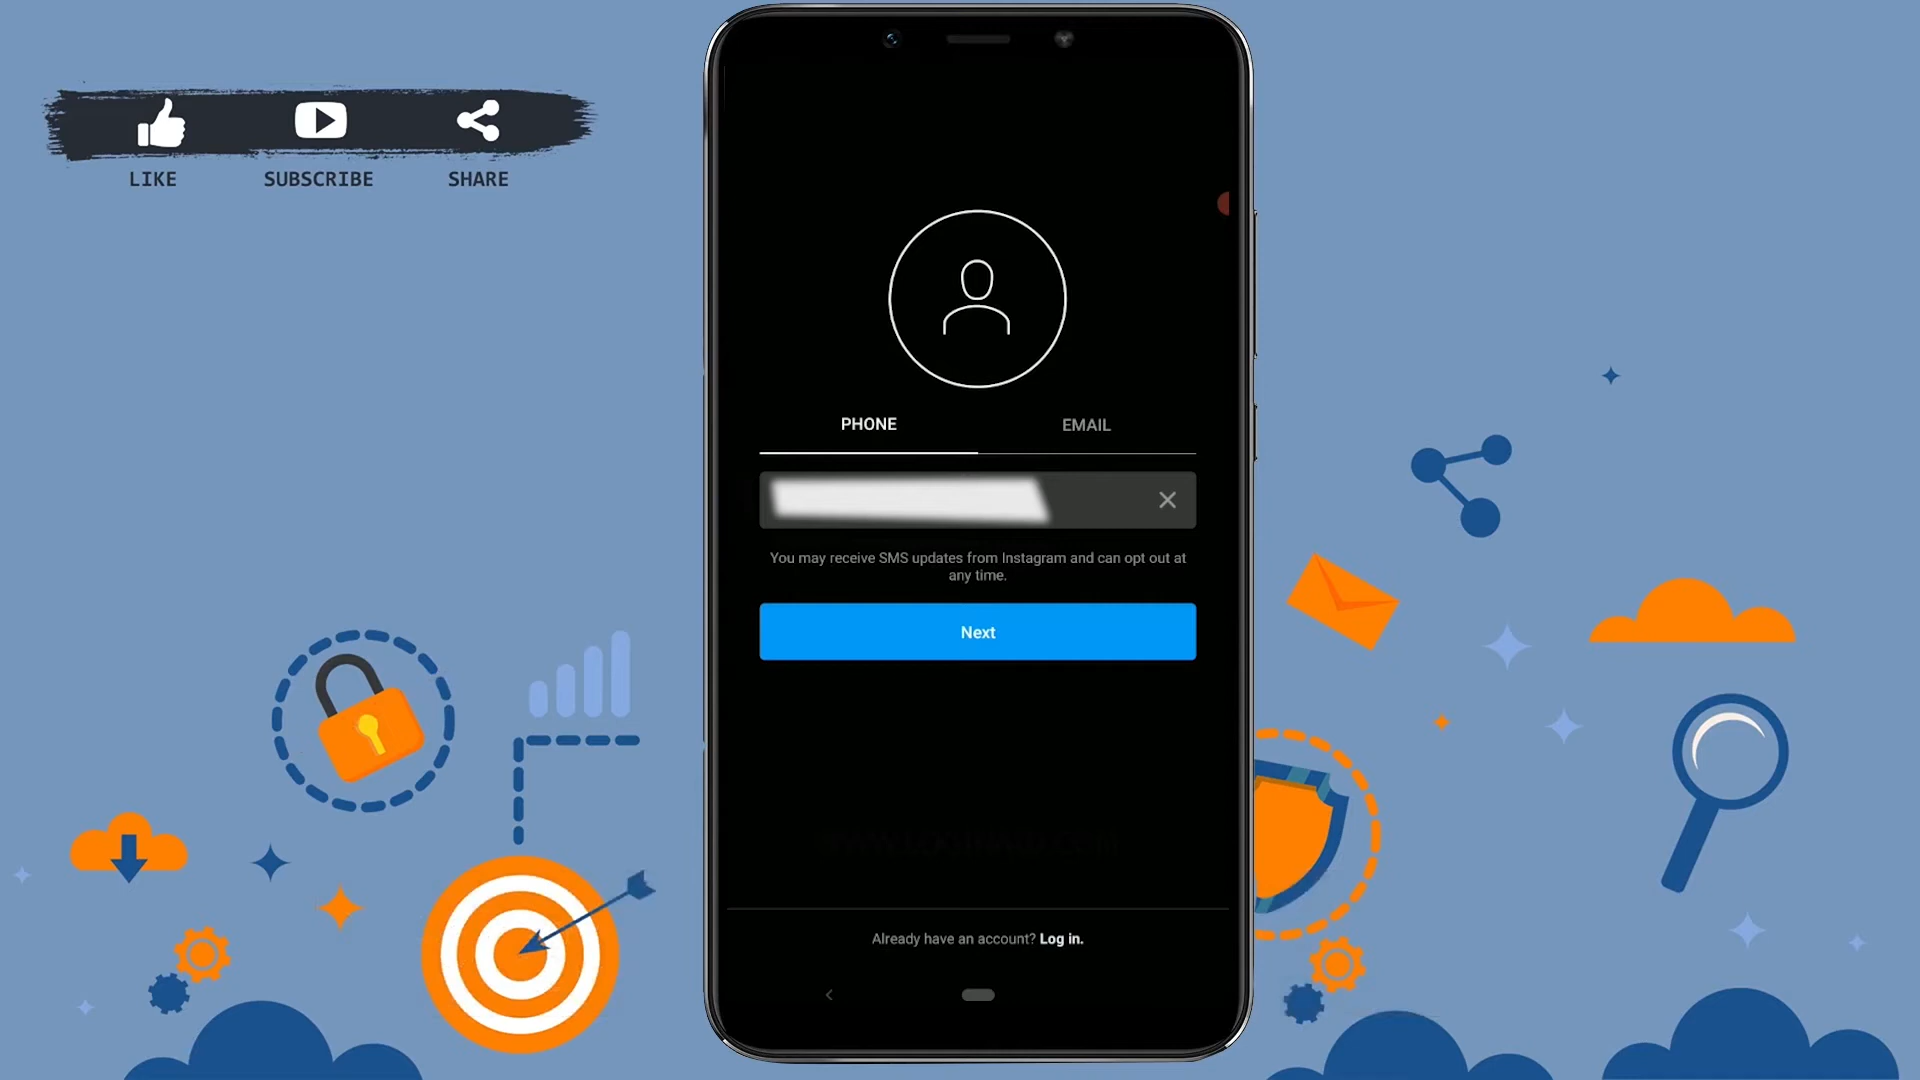 LIKE SUBSCRIBE SHARE
PHONE EMAIL
You may receive SMS updates from Instagram and can opt out at
any time.
Next
Already have an account? Log in.